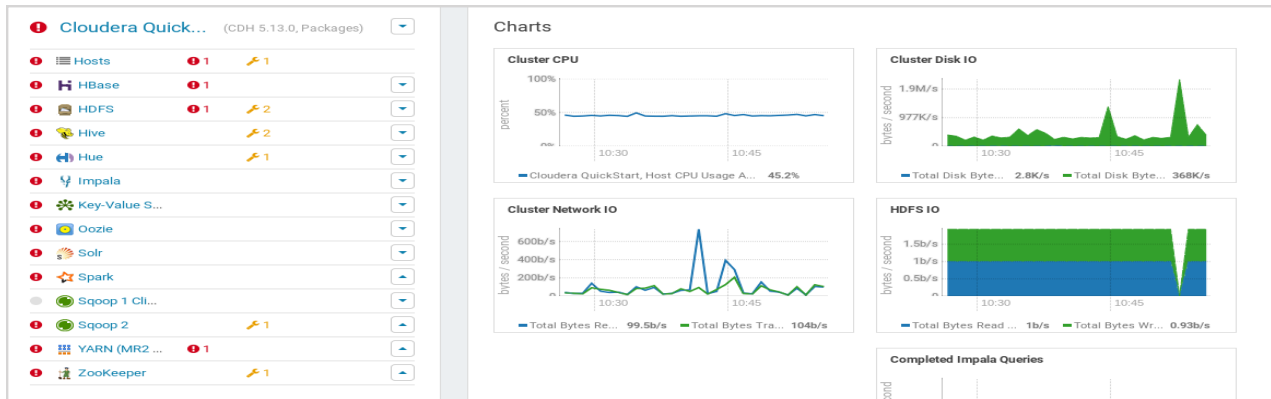 Cloudera Quick... (CDH 5.13.0, Packages)
Hosts 1 1
HBase 1
HDFS 1 2
Hive 2
Hue 1
Impala
Key-Value S...
Oozie
Solr
Spark
Sqoop 1 Cli...
Sqoop 2 1
YARN (MR2 ... 1
ZooKeeper 1
Charts
Cluster CPU
percent
100%
50%
0%
10:30 10:45
Cloudera QuickStart, Host CPU Usage A... 45.2%
Cluster Disk IO
bytes / second
1.9M/s
977K/s
0
10:30 10:45
Total Disk Byte... 2.8K/s Total Disk Byte... 368K/s
Cluster Network IO
bytes / second
600b/s
400b/s
200b/s
0
10:30 10:45
Total Bytes Re... 99.5b/s Total Bytes Tra... 104b/s
HDFS IO
bytes / second
1.5b/s
1b/s
0.5b/s
0
10:30 10:45
Total Bytes Read ... 1b/s Total Bytes Wr... 0.93b/s
Completed Impala Queries